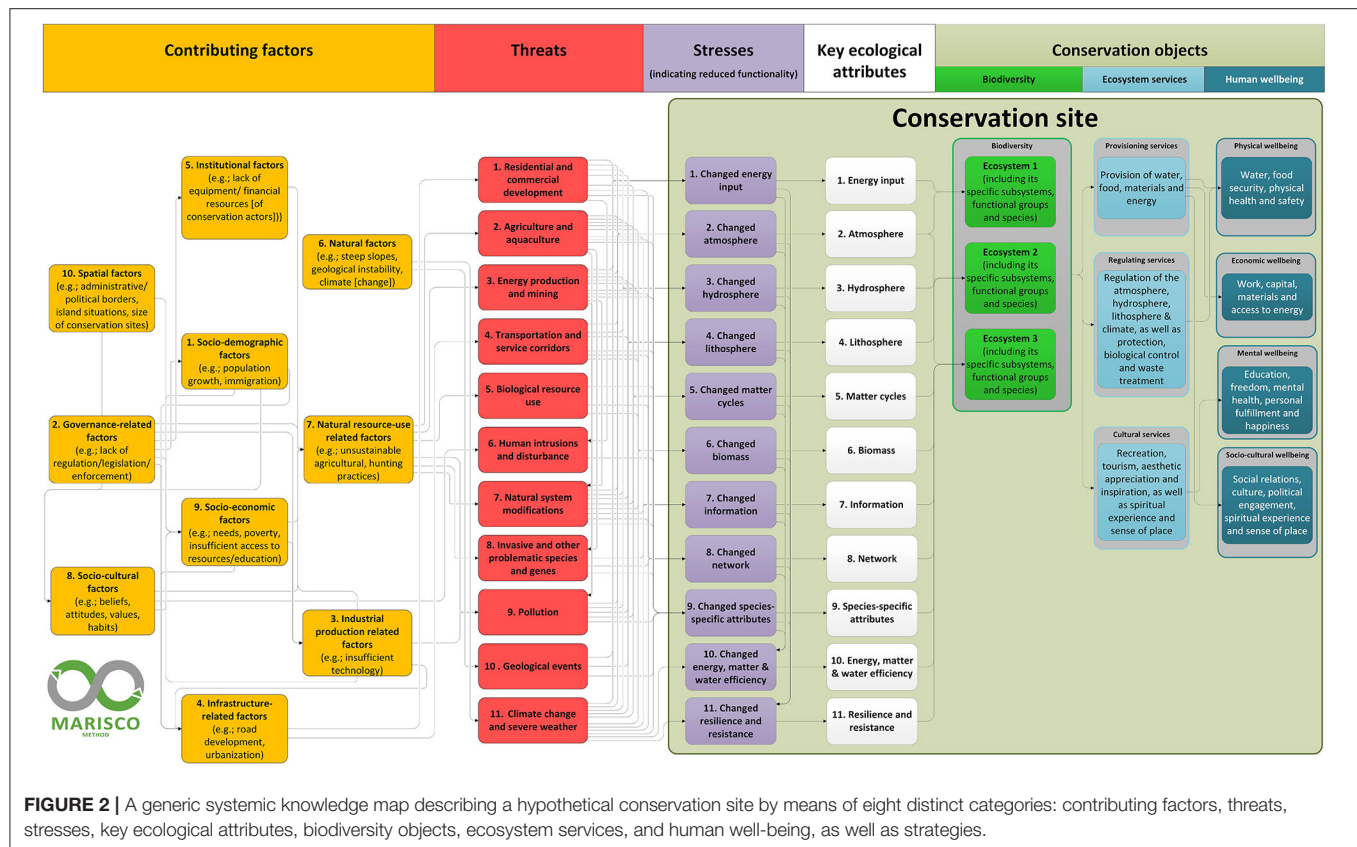 Contributing factors
Threats
Stresses
(indicating reduced functionality)
Key ecological
attributes
Conservation objects
Biodiversity
Ecosystem services
Human wellbeing
Conservation site
5. Institutional factors
(e.g.; lack of
equipment/ financial
resources [of
conservation actors]))
6. Natural factors
(e.g.; steep slopes,
geological instability,
climate [change])
10. Spatial factors
(e.g.; administrative/
political borders,
island situations, size
of conservation sites)
1. Socio-demographic
factors
(e.g.; population
growth, immigration)
2. Governance-related
factors
(e.g.; lack of
regulation/legislation/
enforcement)
7. Natural resource-use
related factors
(e.g.; unsustainable
agricultural, hunting
practices)
9. Socio-economic
factors
(e.g.; needs, poverty,
insufficient access to
resources/education)
8. Socio-cultural
factors
(e.g.; beliefs,
attitudes, values,
habits)
3. Industrial
production related
factors
(e.g.; insufficient
technology)
4. Infrastructure-
related factors
(e.g.; road
development,
urbanization)
MARISCO
METHOD
1. Residential and
commercial
development
2. Agriculture and
aquaculture
3. Energy production
and mining
4. Transportation and
service corridors
5. Biological resource
use
6. Human intrusions
and disturbance
7. Natural system
modifications
8. Invasive and other
problematic species
and genes
9. Pollution
10 . Geological events
11. Climate change
and severe weather
1. Changed energy
input
2. Changed
atmosphere
3. Changed
hydrosphere
4. Changed
lithosphere
5. Changed matter
cycles
6. Changed
biomass
7. Changed
information
8. Changed
network
9. Changed species-
specific attributes
10. Changed
energy, matter &
water efficiency
11. Changed
resilience and
resistance
1. Energy input
2. Atmosphere
3. Hydrosphere
4. Lithosphere
5. Matter cycles
6. Biomass
7. Information
8. Network
9. Species-specific
attributes
10. Energy, matter
& water efficiency
11. Resilience and
resistance
Biodiversity
Ecosystem 1
(including its
specific subsystems,
functional groups
and species)
Ecosystem 2
(including its
specific subsystems,
functional groups
and species)
Ecosystem 3
(including its
specific subsystems,
functional groups
and species)
Provisioning services
Provision of water,
food, materials and
energy
Regulating services
Regulation of the
atmosphere,
hydrosphere,
lithosphere &
climate, as well as
protection,
biological control
and waste
treatment
Cultural services
Recreation,
tourism, aesthetic
appreciation and
inspiration, as well
as spiritual
experience and
sense of place
Physical wellbeing
Water, food
security, physical
health and safety
Economic wellbeing
Work, capital,
materials and
access to energy
Mental wellbeing
Education,
freedom, mental
health, personal
fulfillment and
happiness
Socio-cultural wellbeing
Social relations,
culture, political
engagement,
spiritual experience
and sense of place
FIGURE 2 | A generic systemic knowledge map describing a hypothetical conservation site by means of eight distinct categories: contributing factors, threats,
stresses, key ecological attributes, biodiversity objects, ecosystem services, and human well-being, as well as strategies.